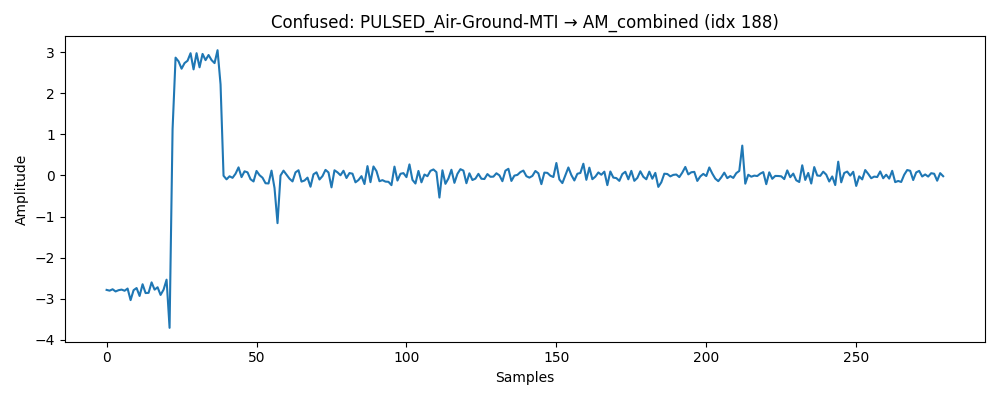 Confused: PULSED_Air-Ground-MTI → AM_combined (idx 188)
3
2
1
0
−1
−2
−3
−4
Amplitude
0 50 100 150 200 250
Samples